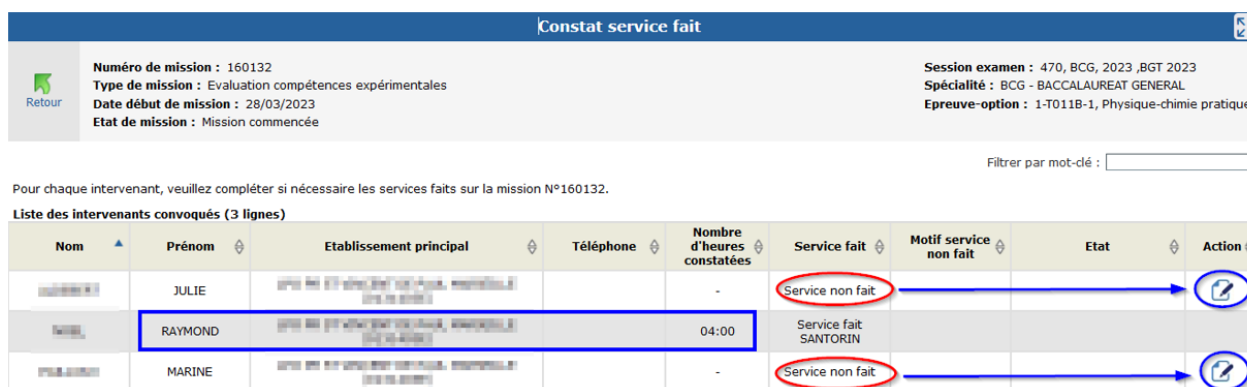 Constat service fait
Retour
Numéro de mission : 160132
Type de mission : Evaluation compétences expérimentales
Date début de mission : 28/03/2023
Etat de mission : Mission commencée
Session examen : 470, BCG, 2023 ,BGT 2023
Spécialité : BCG - BACCALAUREAT GENERAL
Epreuve-option : 1-T011B-1, Physique-chimie pratique
Filtrer par mot-clé :
Pour chaque intervenant, veuillez compléter si nécessaire les services faits sur la mission N°160132.
Liste des intervenants convoqués (3 lignes)
Nom Prénom Etablissement principal Téléphone Nombre d'heures constatées Service fait Motif service non fait Etat Action
JULIE - Service non fait
RAYMOND 04:00 Service fait SANTORIN
MARINE - Service non fait